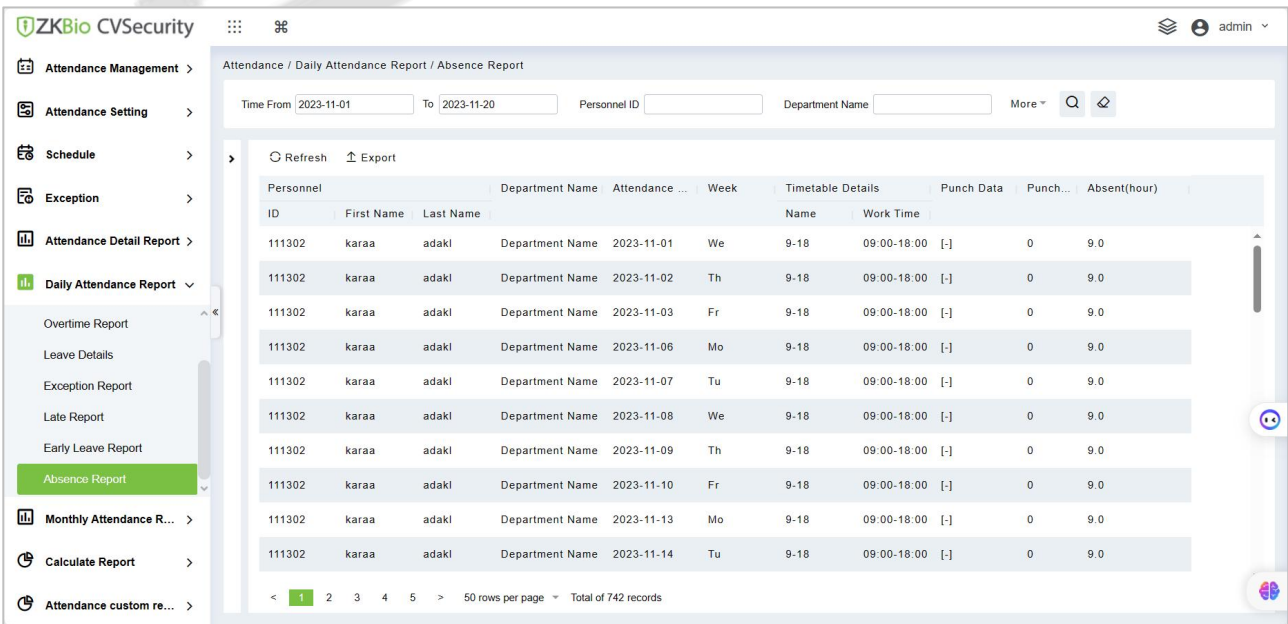 ZKBio CVSecurity
admin
Attendance Management
Attendance Setting
Schedule
Exception
Attendance Detail Report
Daily Attendance Report
Overtime Report
Leave Details
Exception Report
Late Report
Early Leave Report
Absence Report
Monthly Attendance R...
Calculate Report
Attendance custom re...
Attendance / Daily Attendance Report / Absence Report
Time From 2023-11-01 To 2023-11-20 Personnel ID Department Name More
Refresh Export
Personnel Department Name Attendance ... Week Timetable Details Punch Data Punch... Absent(hour)
ID First Name Last Name Name Work Time
111302 karaa adakl Department Name 2023-11-01 We 9-18 09:00-18:00 [-] 0 9.0
111302 karaa adakl Department Name 2023-11-02 Th 9-18 09:00-18:00 [-] 0 9.0
111302 karaa adakl Department Name 2023-11-03 Fr 9-18 09:00-18:00 [-] 0 9.0
111302 karaa adakl Department Name 2023-11-06 Mo 9-18 09:00-18:00 [-] 0 9.0
111302 karaa adakl Department Name 2023-11-07 Tu 9-18 09:00-18:00 [-] 0 9.0
111302 karaa adakl Department Name 2023-11-08 We 9-18 09:00-18:00 [-] 0 9.0
111302 karaa adakl Department Name 2023-11-09 Th 9-18 09:00-18:00 [-] 0 9.0
111302 karaa adakl Department Name 2023-11-10 Fr 9-18 09:00-18:00 [-] 0 9.0
111302 karaa adakl Department Name 2023-11-13 Mo 9-18 09:00-18:00 [-] 0 9.0
111302 karaa adakl Department Name 2023-11-14 Tu 9-18 09:00-18:00 [-] 0 9.0
< 1 2 3 4 5 > 50 rows per page Total of 742 records